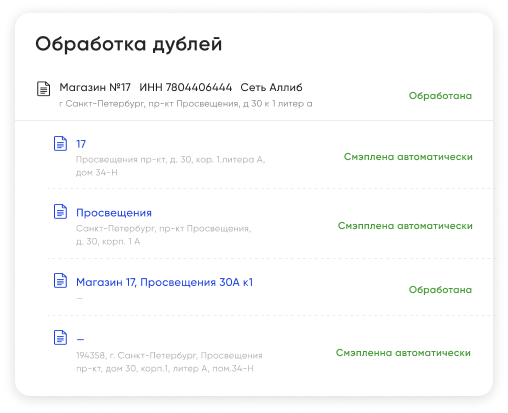 Обработка дублей
Магазин №17 ИНН 7804406444 Сеть Аллиб
г Санкт-Петербург, пр-кт Просвещения, д 30 к 1 литер а
Обработана
17
Просвещения пр-кт, д. 30, кор. 1.литера А,
дом 34-Н
Смэплена автоматически
Просвещения
Санкт-Петербург, пр-кт Просвещения,
д. 30, корп. 1 А
Смэпплена автоматически
Магазин 17, Просвещения 30А к1
–
Обработана
–
194358, г. Санкт-Петербург, Просвещения
пр-кт, дом 30, корп.1, литер А, пом.34-Н
Смэпленна автоматически